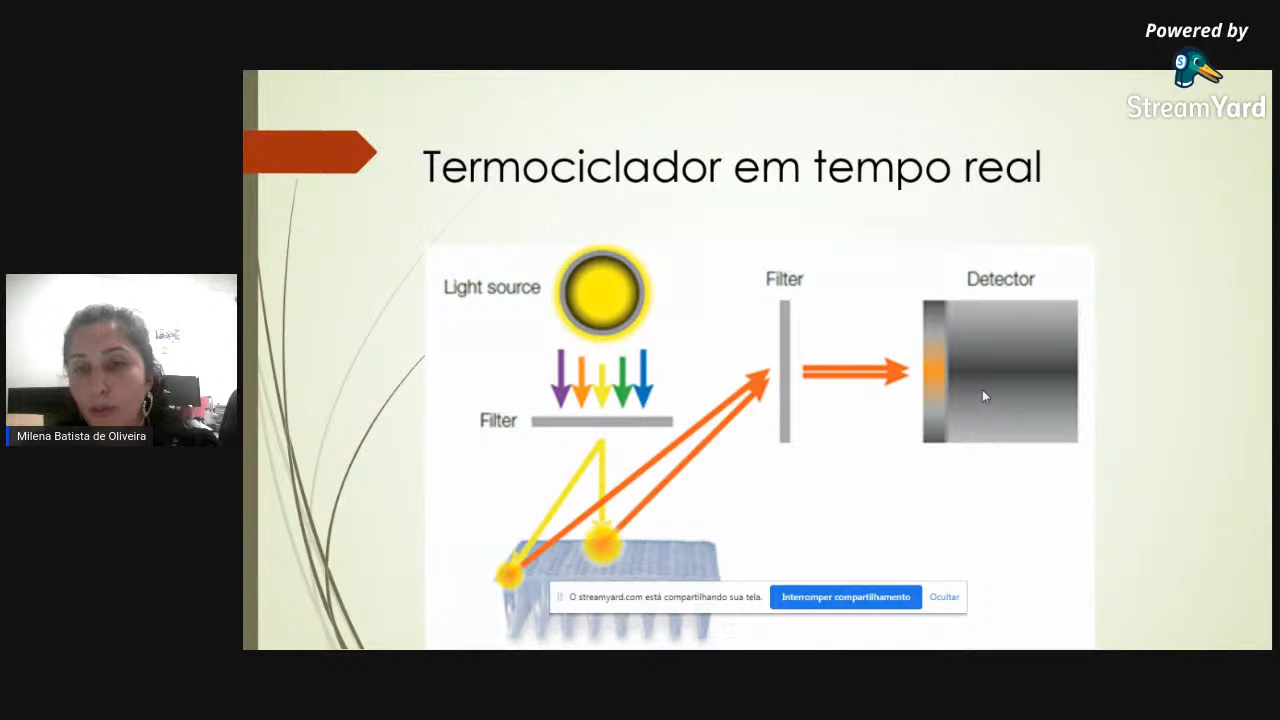 Powered by
StreamYard
Termociclador em tempo real
Light source
Filter
Detector
Filter
Milena Batista de Oliveira
O streamyard.com está compartilhando sua tela.
Interromper compartilhamento
Ocultar